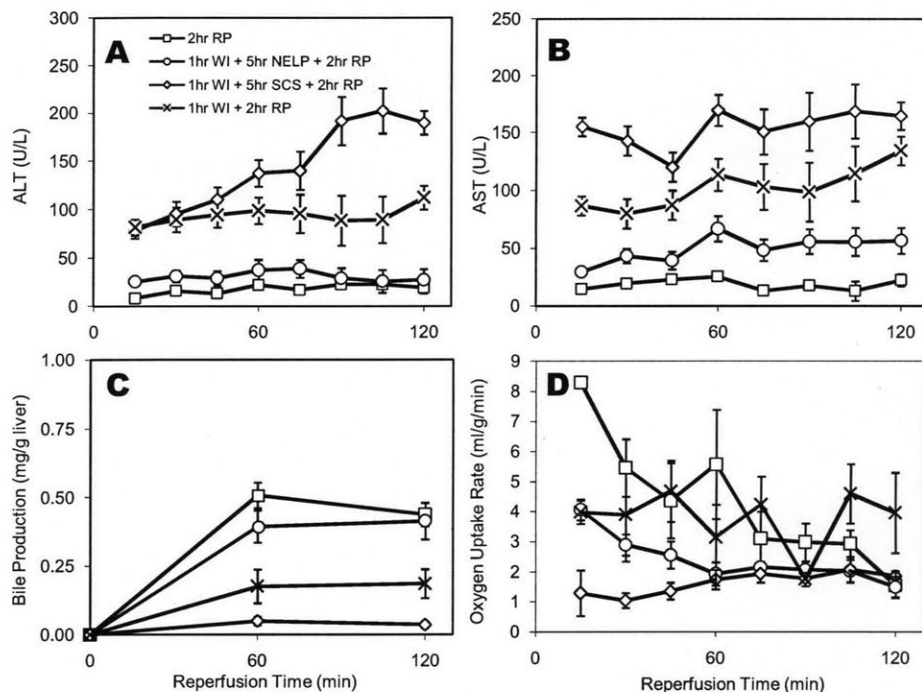 A
2hr RP
1hr WI + 5hr NELP + 2hr RP
1hr WI + 5hr SCS + 2hr RP
1hr WI + 2hr RP
ALT (U/L)
300
250
200
150
100
50
0
0
60
120
B
AST (U/L)
250
200
150
100
50
0
0
60
120
C
Bile Production (mg/g liver)
1.00
0.75
0.50
0.25
0.00
0
60
120
Reperfusion Time (min)
D
Oxygen Uptake Rate (ml/g/min)
9
8
7
6
5
4
3
2
1
0
0
60
120
Reperfusion Time (min)